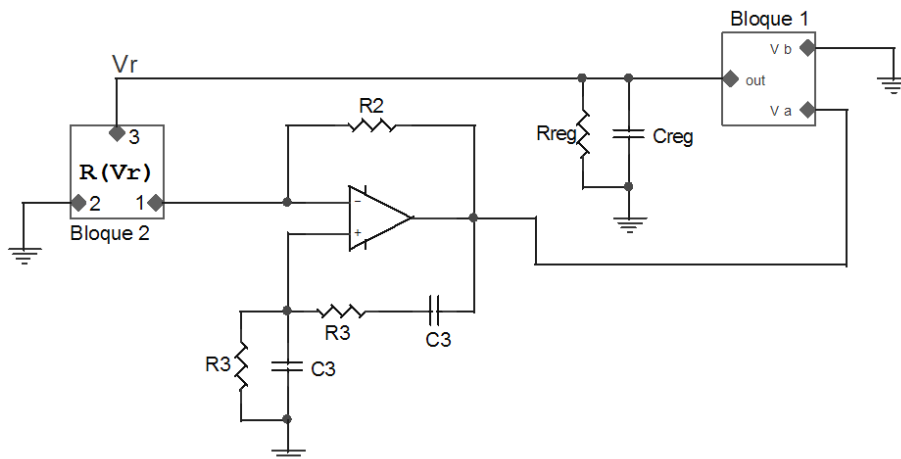 Bloque 1
V b
out
V a
Vr
3
R(Vr)
2 1
Bloque 2
R2
−
+
Rreg
Creg
R3
C3
R3
C3